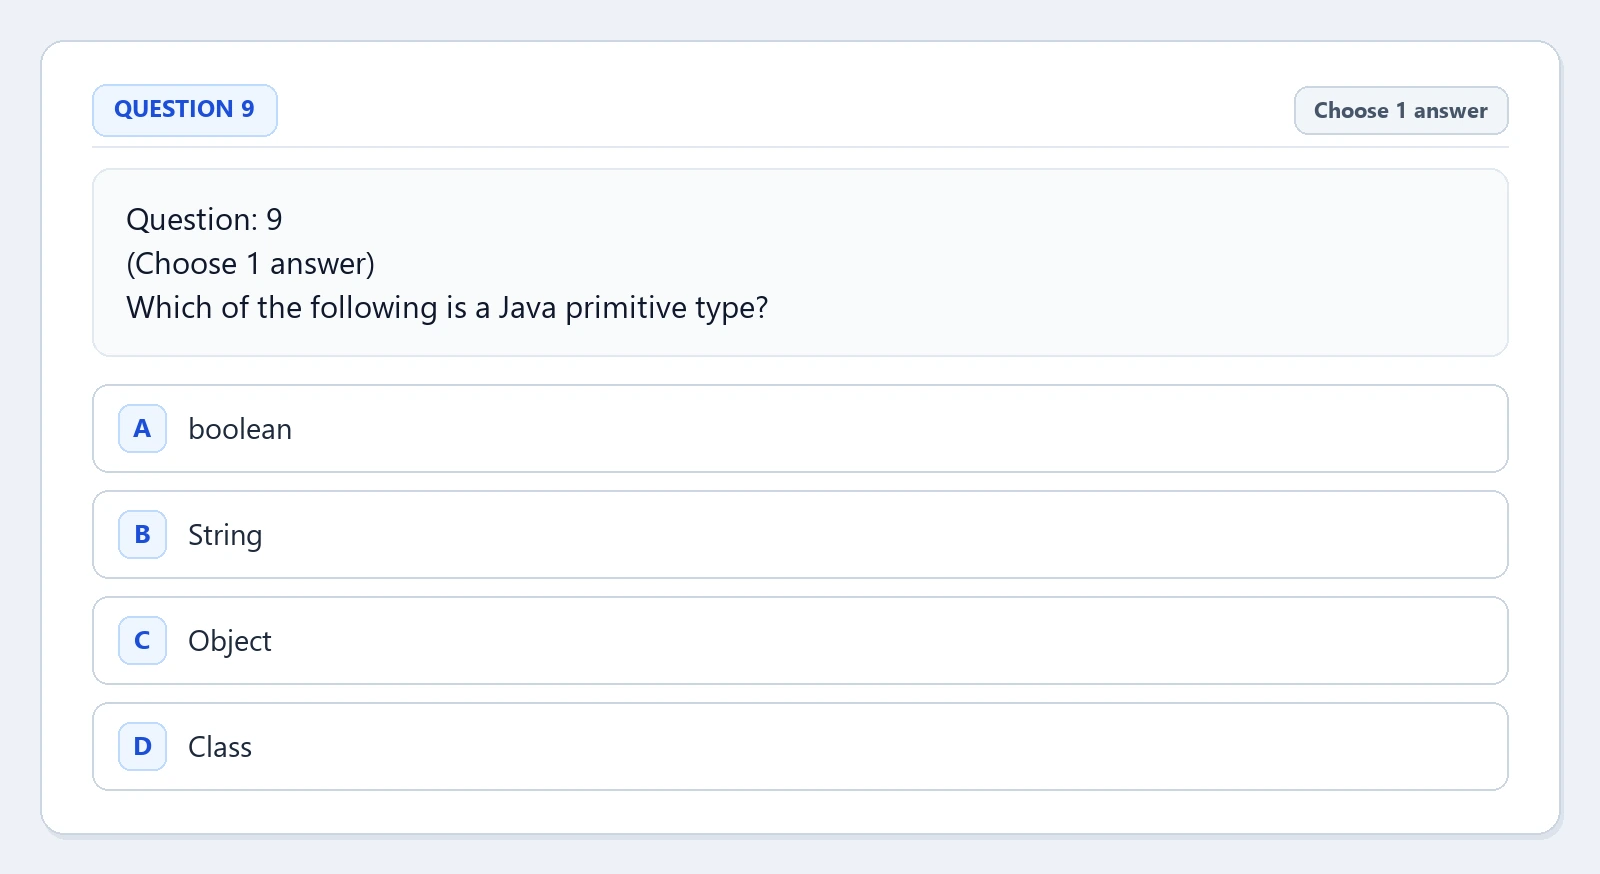 QUESTION 9
Choose 1 answer
Question: 9
(Choose 1 answer)
Which of the following is a Java primitive type?
A boolean
B String
C Object
D Class